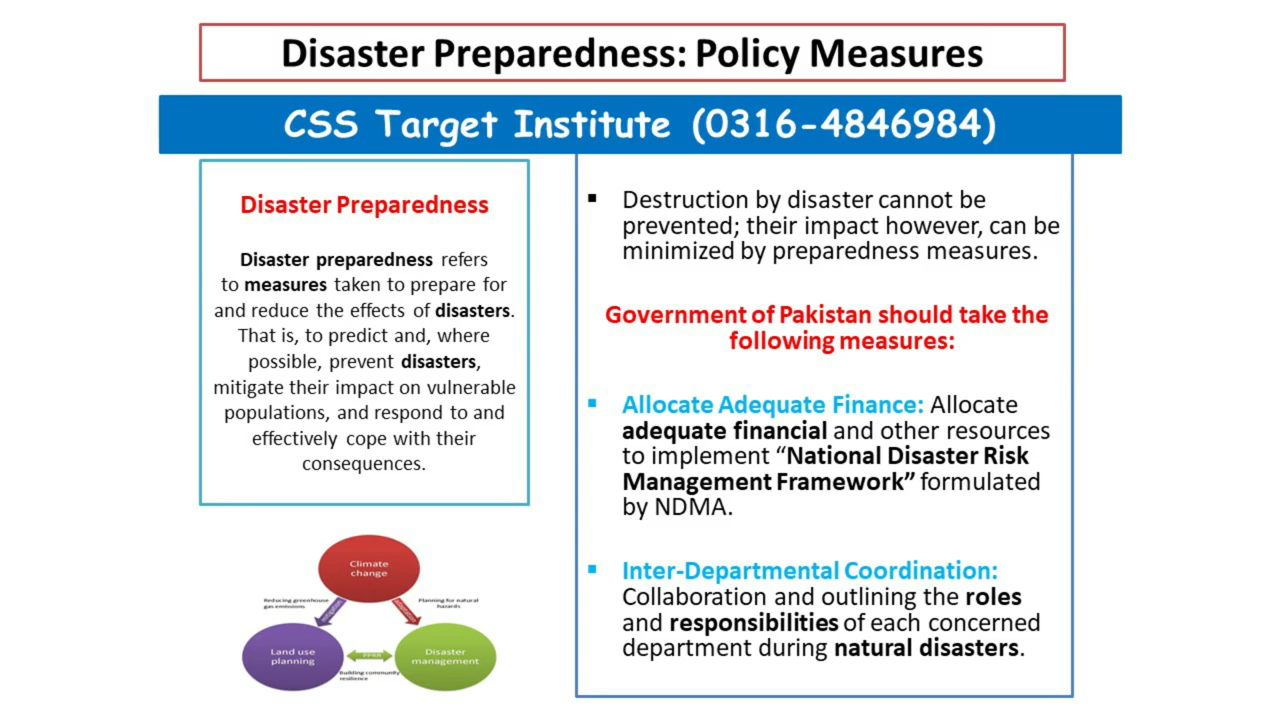 Disaster Preparedness: Policy Measures
CSS Target Institute (0316-4846984)
Disaster Preparedness
Disaster preparedness refers
to measures taken to prepare for
and reduce the effects of disasters.
That is, to predict and, where
possible, prevent disasters,
mitigate their impact on vulnerable
populations, and respond to and
effectively cope with their
consequences.
Climate
change
Reducing greenhouse
gas emissions
Planning for natural
hazards
Land use
planning
Disaster
management
Building community
resilience
▪ Destruction by disaster cannot be
prevented; their impact however, can be
minimized by preparedness measures.
Government of Pakistan should take the
following measures:
▪ Allocate Adequate Finance: Allocate
adequate financial and other resources
to implement “National Disaster Risk
Management Framework” formulated
by NDMA.
▪ Inter-Departmental Coordination:
Collaboration and outlining the roles
and responsibilities of each concerned
department during natural disasters.